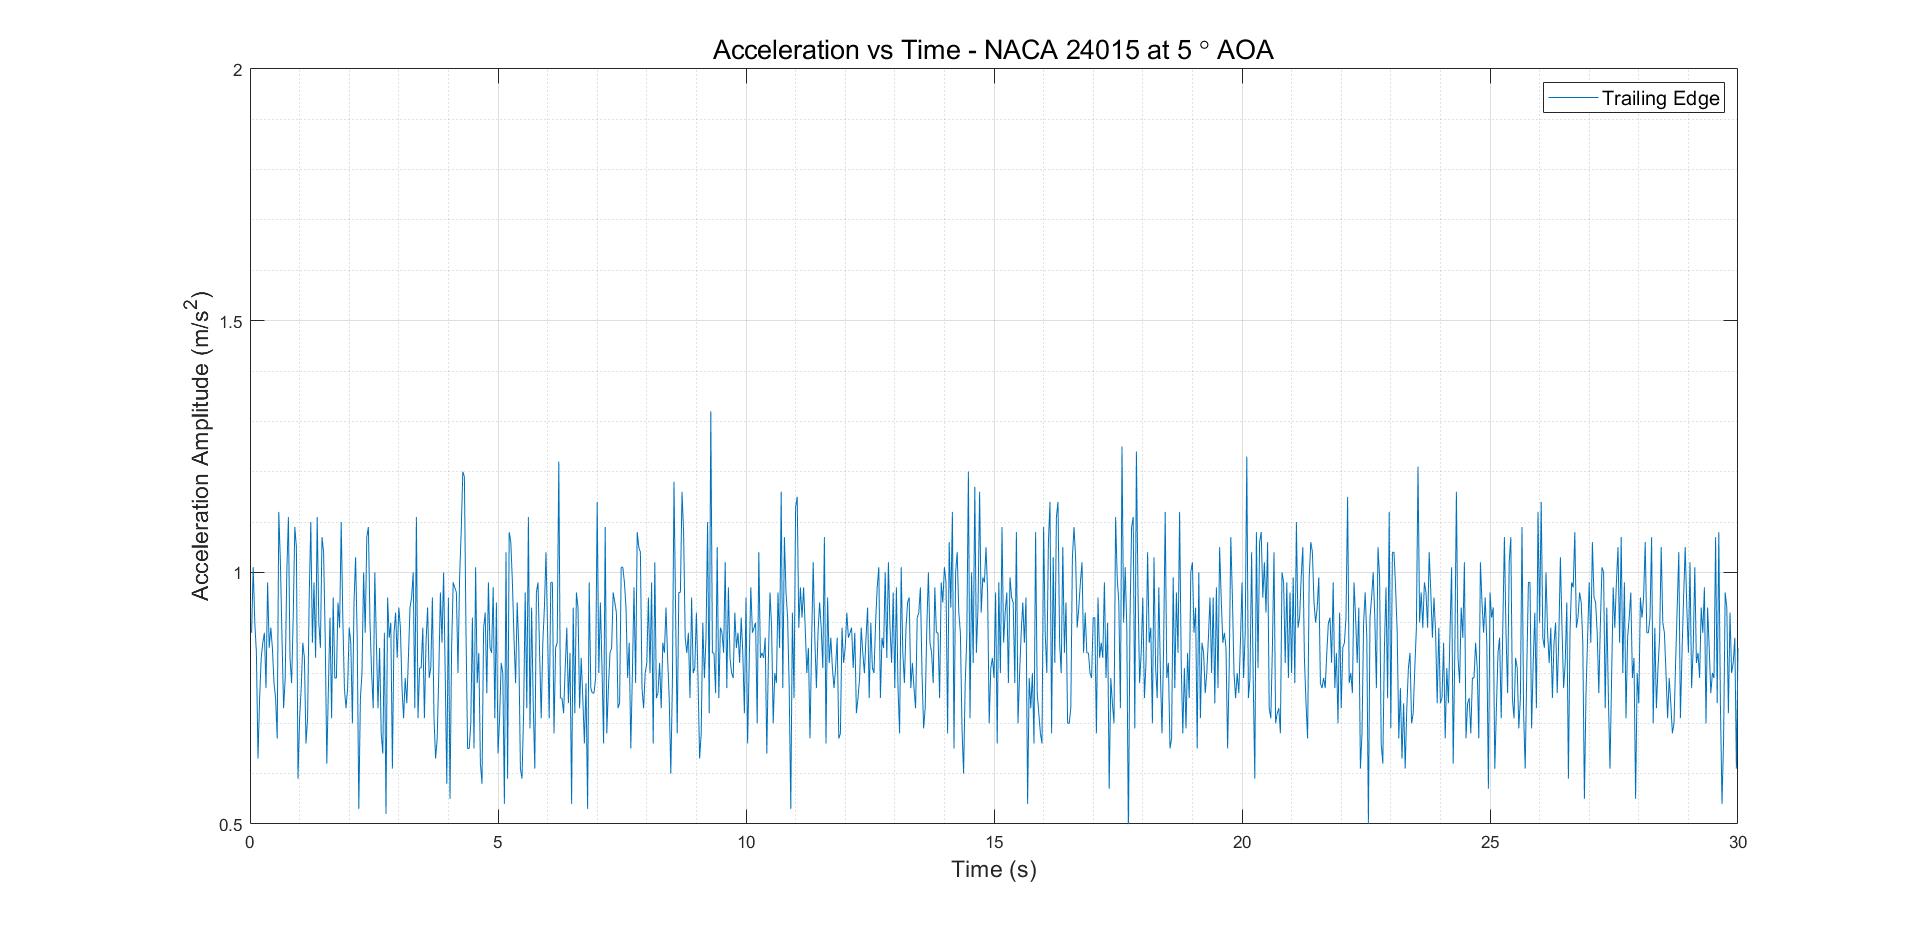 Acceleration vs Time - NACA 24015 at 5 ° AOA
Trailing Edge
Acceleration Amplitude (m/s²)
2
1.5
1
0.5
0 5 10 15 20 25 30
Time (s)